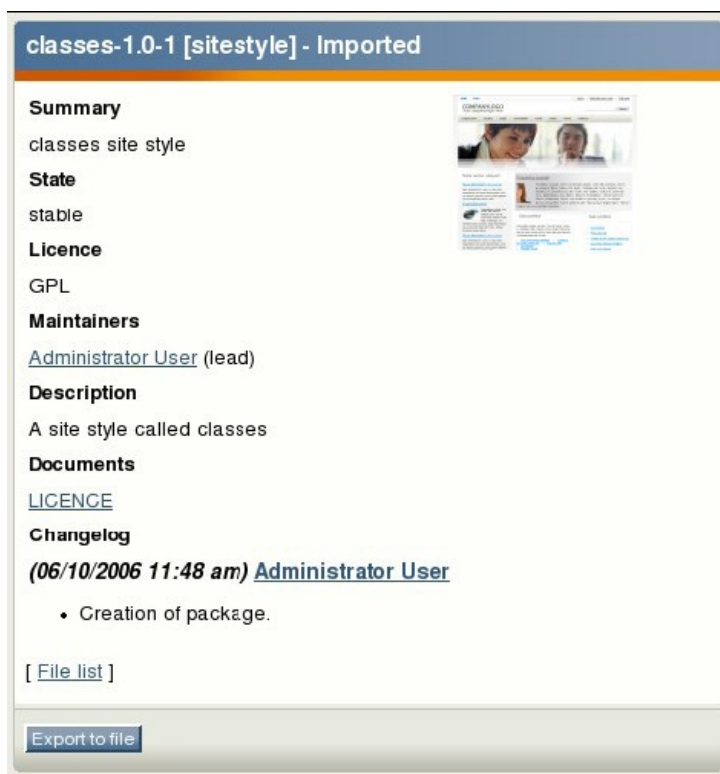 classes-1.0-1 [sitestyle] - Imported
Summary
classes site style
State
stable
Licence
GPL
Maintainers
Administrator User (lead)
Description
A site style called classes
Documents
LICENCE
Changelog
(06/10/2006 11:48 am) Administrator User
• Creation of package.
[ File list ]
Export to file
COMPANYLOGO